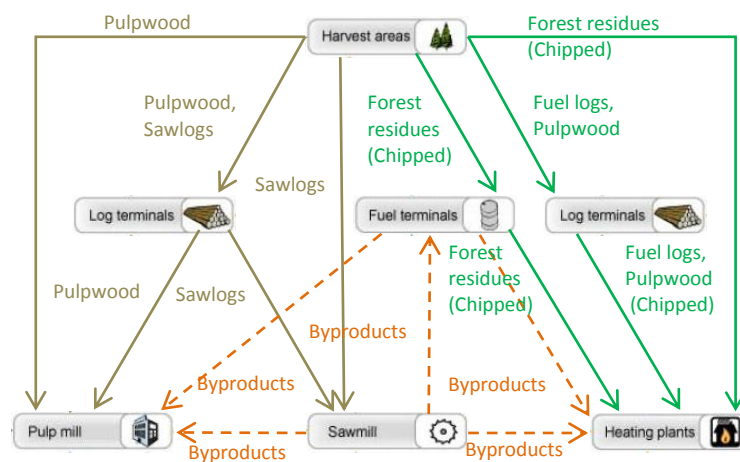 Pulpwood
Harvest areas
Forest residues
(Chipped)
Pulpwood,
Sawlogs
Forest
residues
(Chipped)
Fuel logs,
Pulpwood
Sawlogs
Log terminals
Fuel terminals
Log terminals
Pulpwood
Sawlogs
Forest
residues
(Chipped)
Fuel logs,
Pulpwood
(Chipped)
Byproducts
Byproducts
Byproducts
Pulp mill
Sawmill
Heating plants
Byproducts
Byproducts